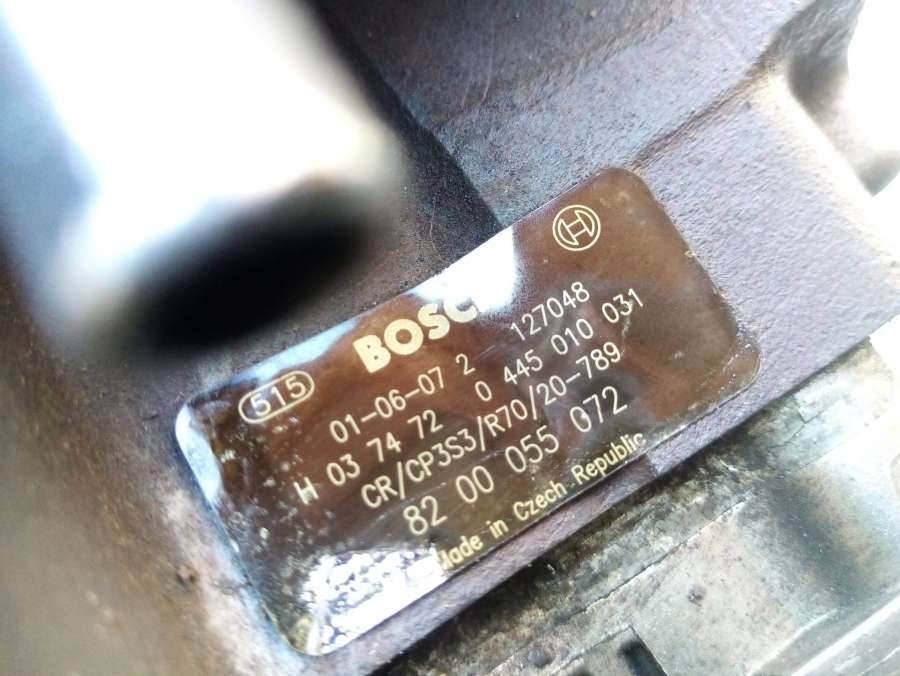 BOSC
515 01-06-07 2 127048
H 03 74 72 0 445 010 031
CR/CP3S3/R70/20-789
82 00 055 072
Made in Czech Republic